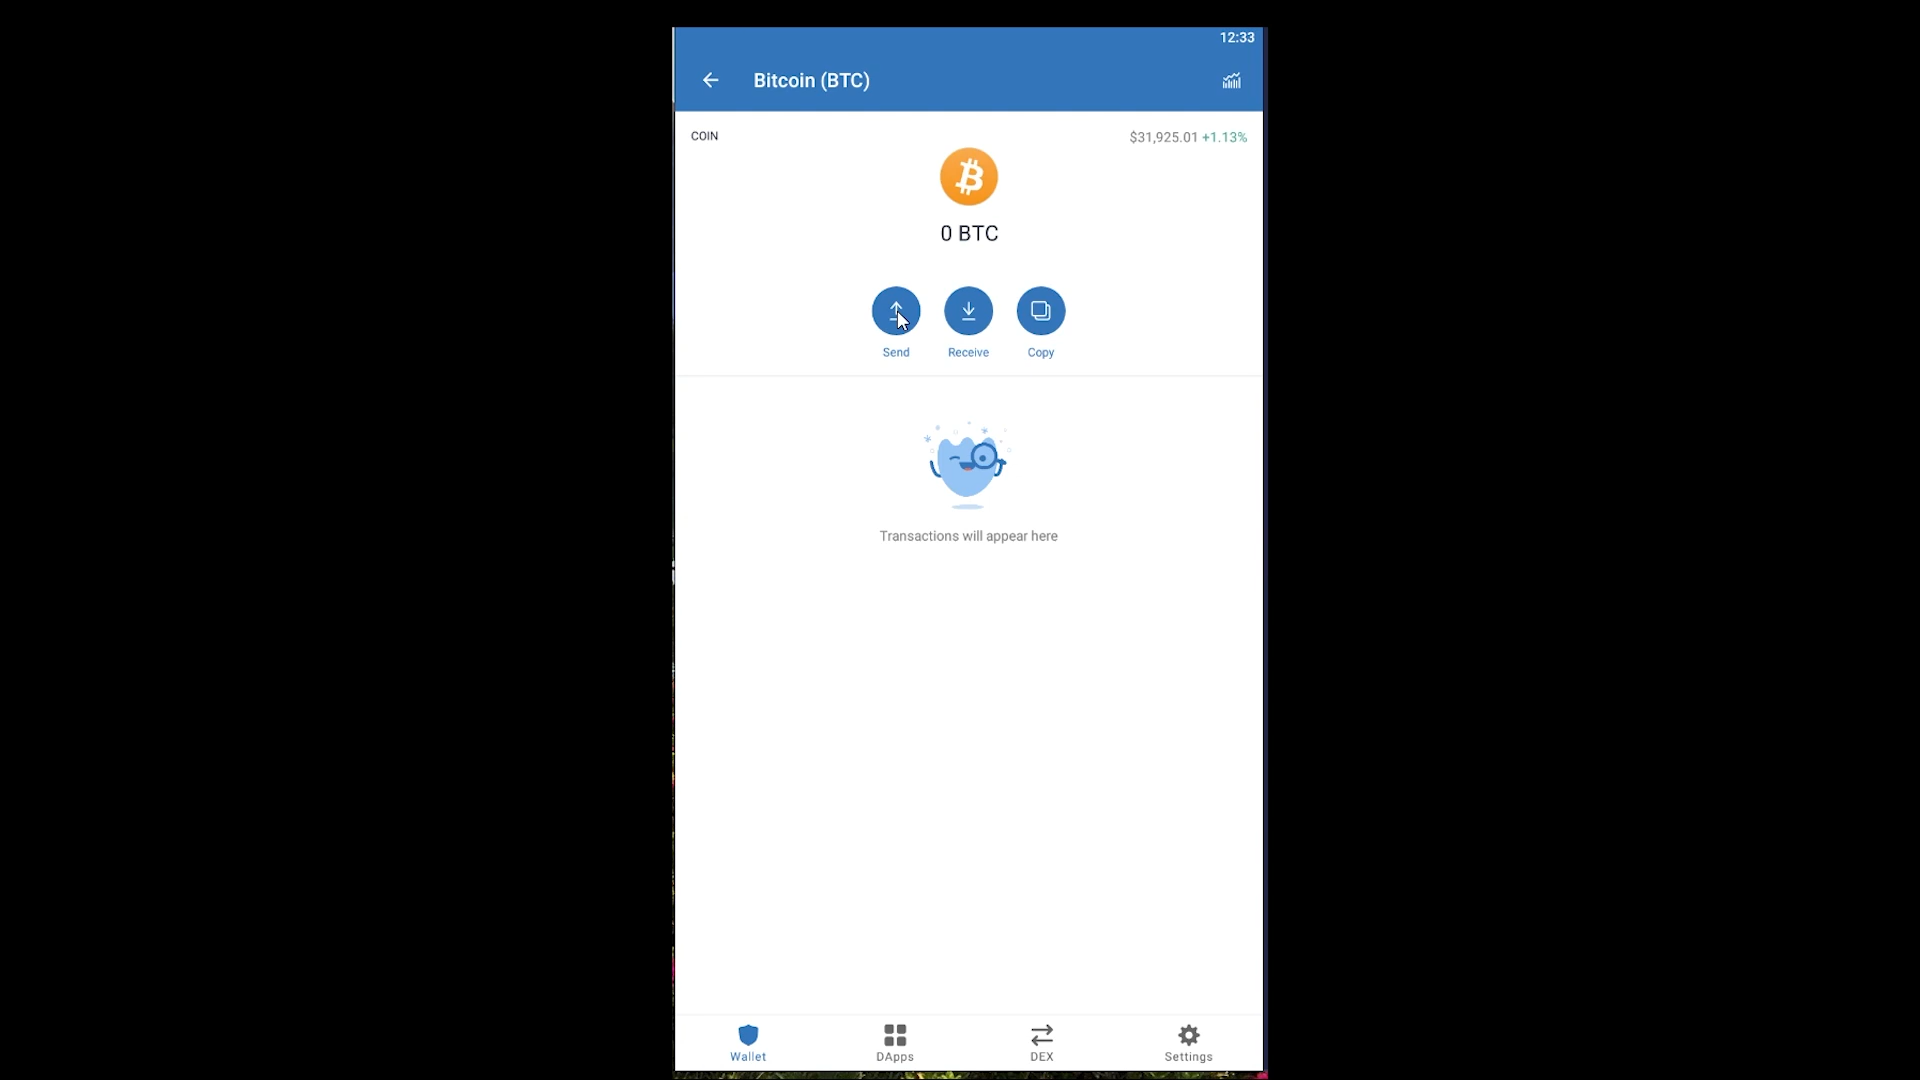 12:33
Bitcoin (BTC)
COIN
$31,925.01 +1.13%
0 BTC
Send Receive Copy
Transactions will appear here
Wallet DApps DEX Settings